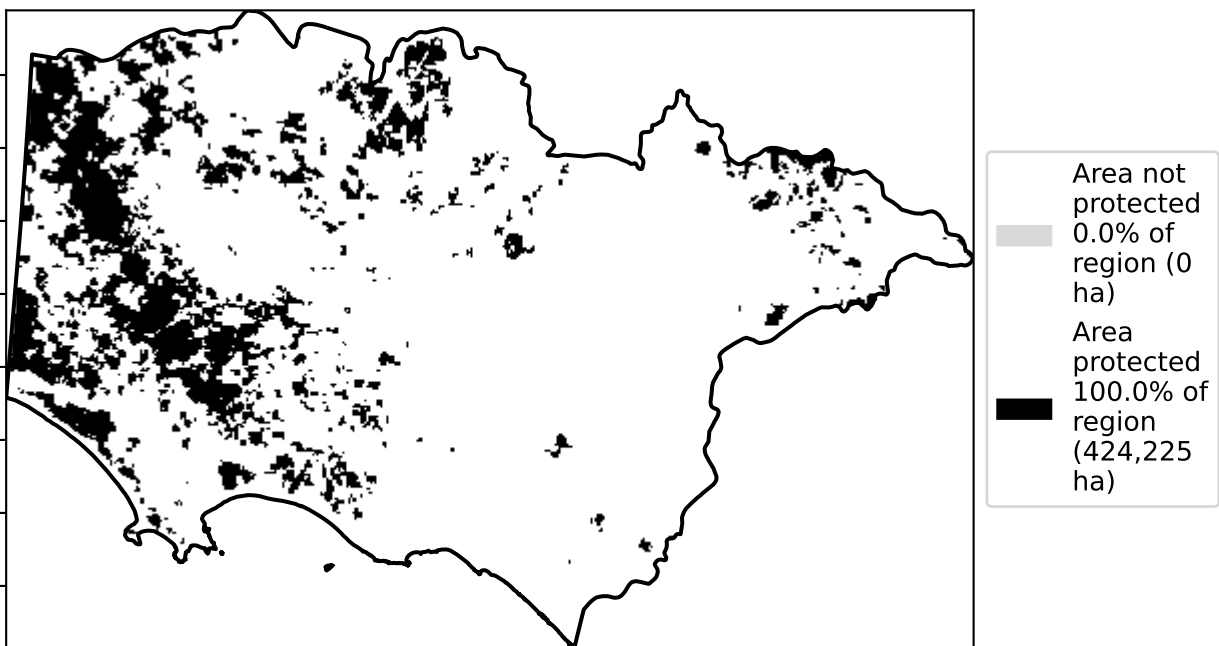 Area not
protected
0.0% of
region (0
ha)
Area
protected
100.0% of
region
(424,225
ha)